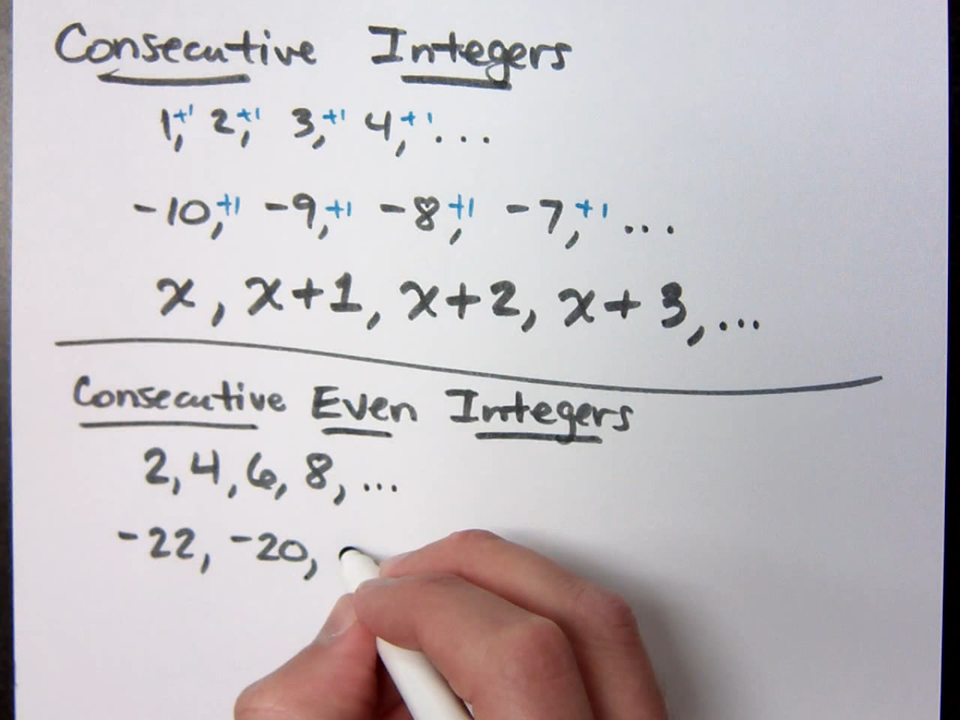 Consecutive Integers
1,+1 2,+1 3,+1 4,+1...
-10,+1 -9,+1 -8,+1 -7,+1...
x, x+1, x+2, x+3,...
Consecutive Even Integers
2, 4, 6, 8, ...
-22, -20,